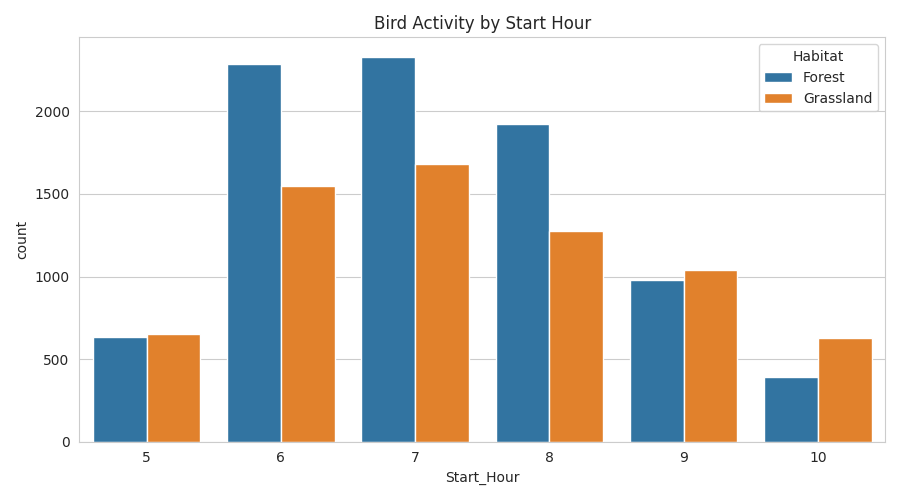 Bird Activity by Start Hour
Habitat
Forest
Grassland
count
2000
1500
1000
500
0
5 6 7 8 9 10
Start_Hour